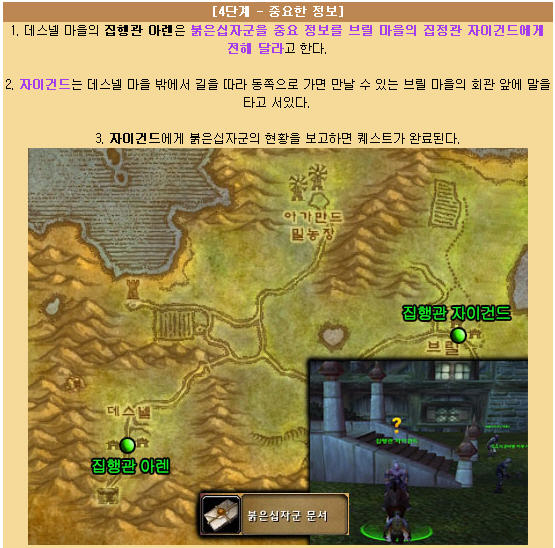 [4단계 - 중요한 정보]
1. 데스넬 마을의 집행관 아렌은 붉은십자군을 중요 정보를 브릴 마을의 집정관 자이건드에게
전해 달라고 한다.
2. 자이건드는 데스넬 마을 밖에서 길을 따라 동쪽으로 가면 만날 수 있는 브릴 마을의 회관 앞에 말을
타고 서있다.
3. 자이건드에게 붉은십자군의 현황을 보고하면 퀘스트가 완료된다.
아가만드
밀농장
집행관 자이건드
브릴
데스넬
집행관 아렌
?
집행관 자이건드
붉은십자군 문서